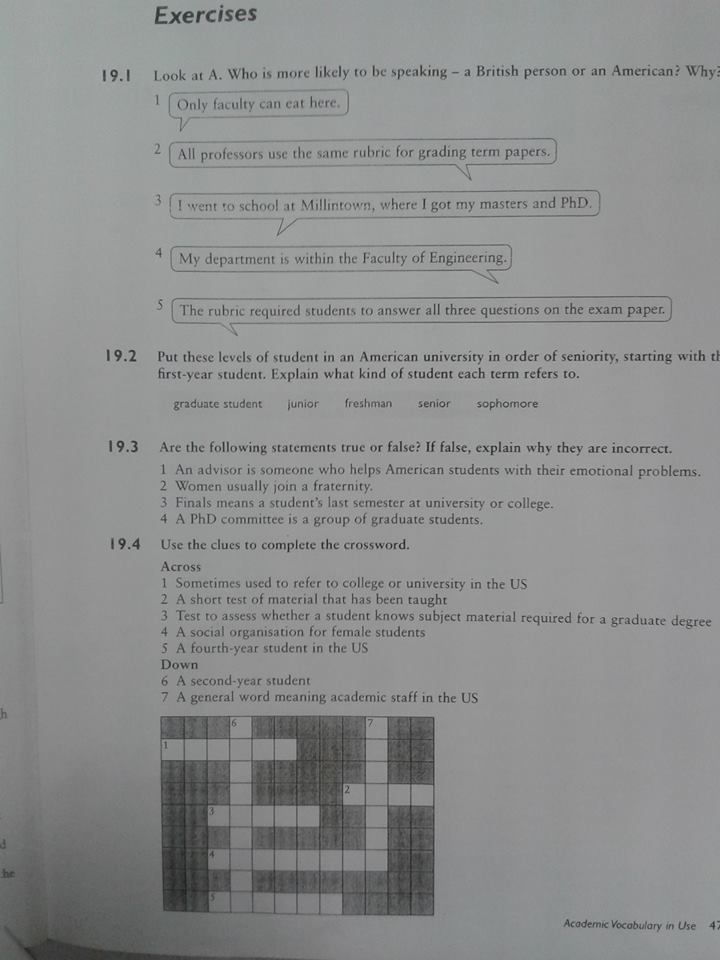 Exercises
19.1 Look at A. Who is more likely to be speaking – a British person or an American? Why?
1 Only faculty can eat here.
2 All professors use the same rubric for grading term papers.
3 I went to school at Millintown, where I got my masters and PhD.
4 My department is within the Faculty of Engineering.
5 The rubric required students to answer all three questions on the exam paper.
19.2 Put these levels of student in an American university in order of seniority, starting with
first-year student. Explain what kind of student each term refers to.
graduate student junior freshman senior sophomore
19.3 Are the following statements true or false? If false, explain why they are incorrect.
1 An advisor is someone who helps American students with their emotional problems.
2 Women usually join a fraternity.
3 Finals means a student's last semester at university or college.
4 A PhD committee is a group of graduate students.
19.4 Use the clues to complete the crossword.
Across
1 Sometimes used to refer to college or university in the US
2 A short test of material that has been taught
3 Test to assess whether a student knows subject material required for a graduate degree
4 A social organisation for female students
5 A fourth-year student in the US
Down
6 A second-year student
7 A general word meaning academic staff in the US
6 7
1
2
3
4
5
h
d
he
Academic Vocabulary in Use 47